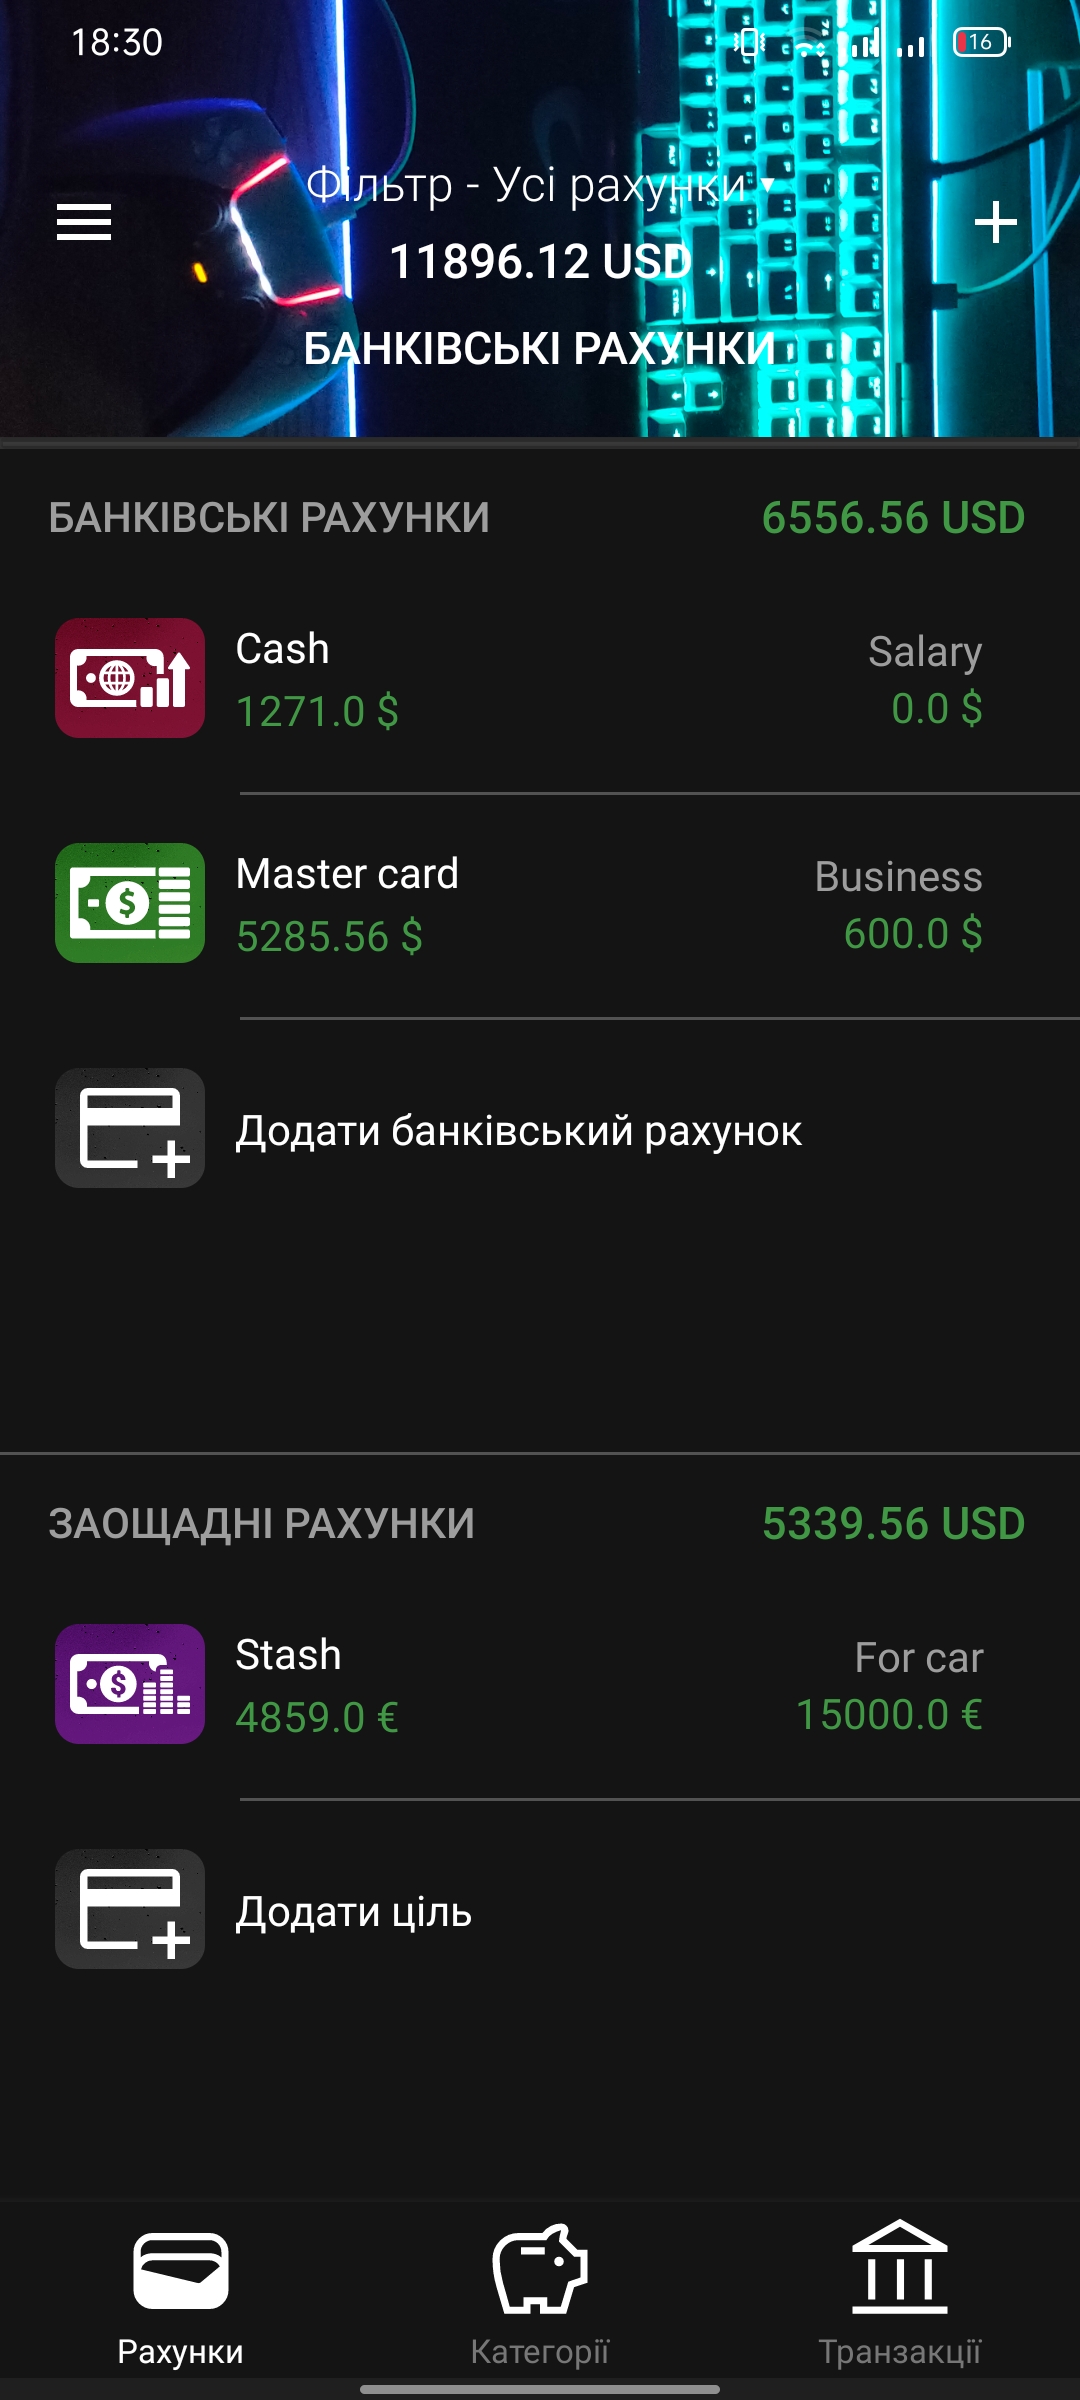 18:30
16
Фільтр - Усі рахунки
11896.12 USD
БАНКІВСЬКІ РАХУНКИ
БАНКІВСЬКІ РАХУНКИ 6556.56 USD
Cash Salary
1271.0 $ 0.0 $
Master card Business
5285.56 $ 600.0 $
Додати банківський рахунок
ЗАОЩАДНІ РАХУНКИ 5339.56 USD
Stash For car
4859.0 € 15000.0 €
Додати ціль
Рахунки Категорії Транзакції